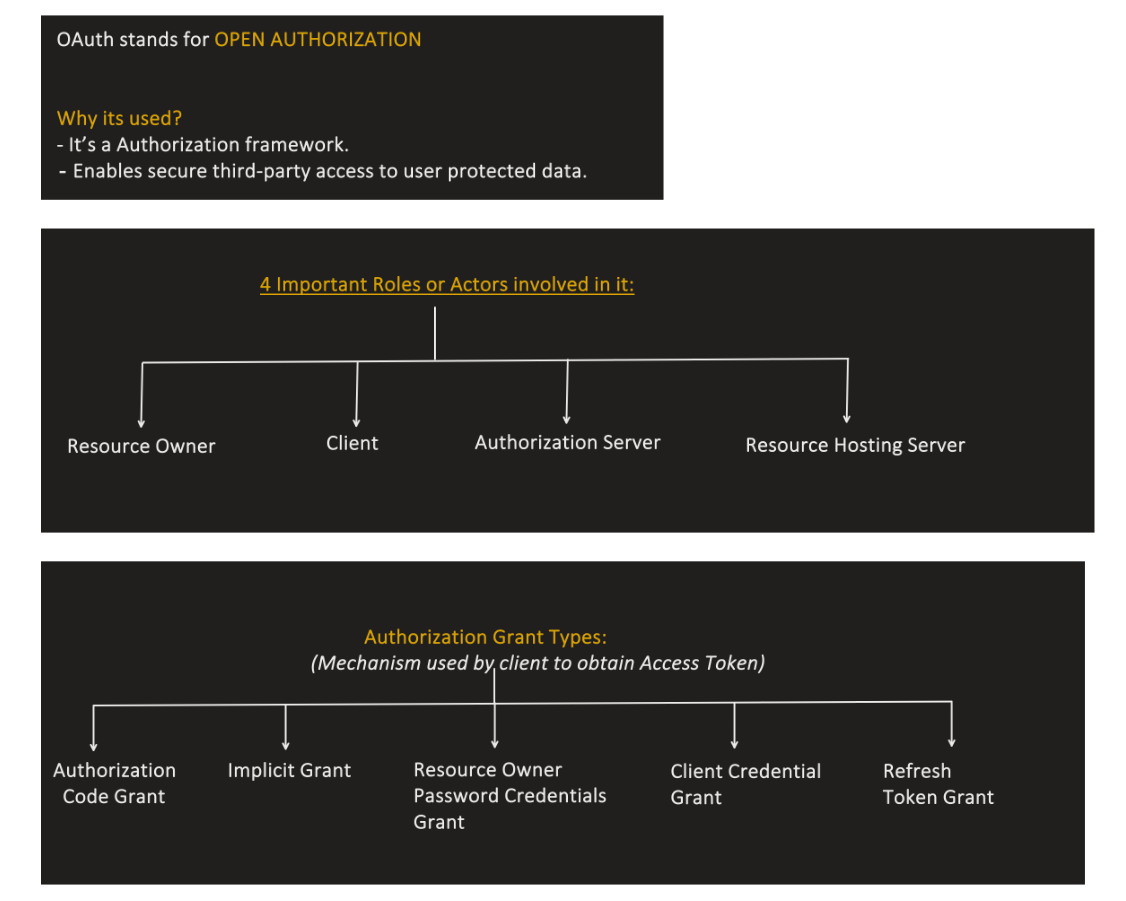 OAuth stands for OPEN AUTHORIZATION
Why its used?
- It's a Authorization framework.
- Enables secure third-party access to user protected data.
4 Important Roles or Actors involved in it:
Resource Owner
Client
Authorization Server
Resource Hosting Server
Authorization Grant Types:
(Mechanism used by client to obtain Access Token)
Authorization
Code Grant
Implicit Grant
Resource Owner
Password Credentials
Grant
Client Credential
Grant
Refresh
Token Grant